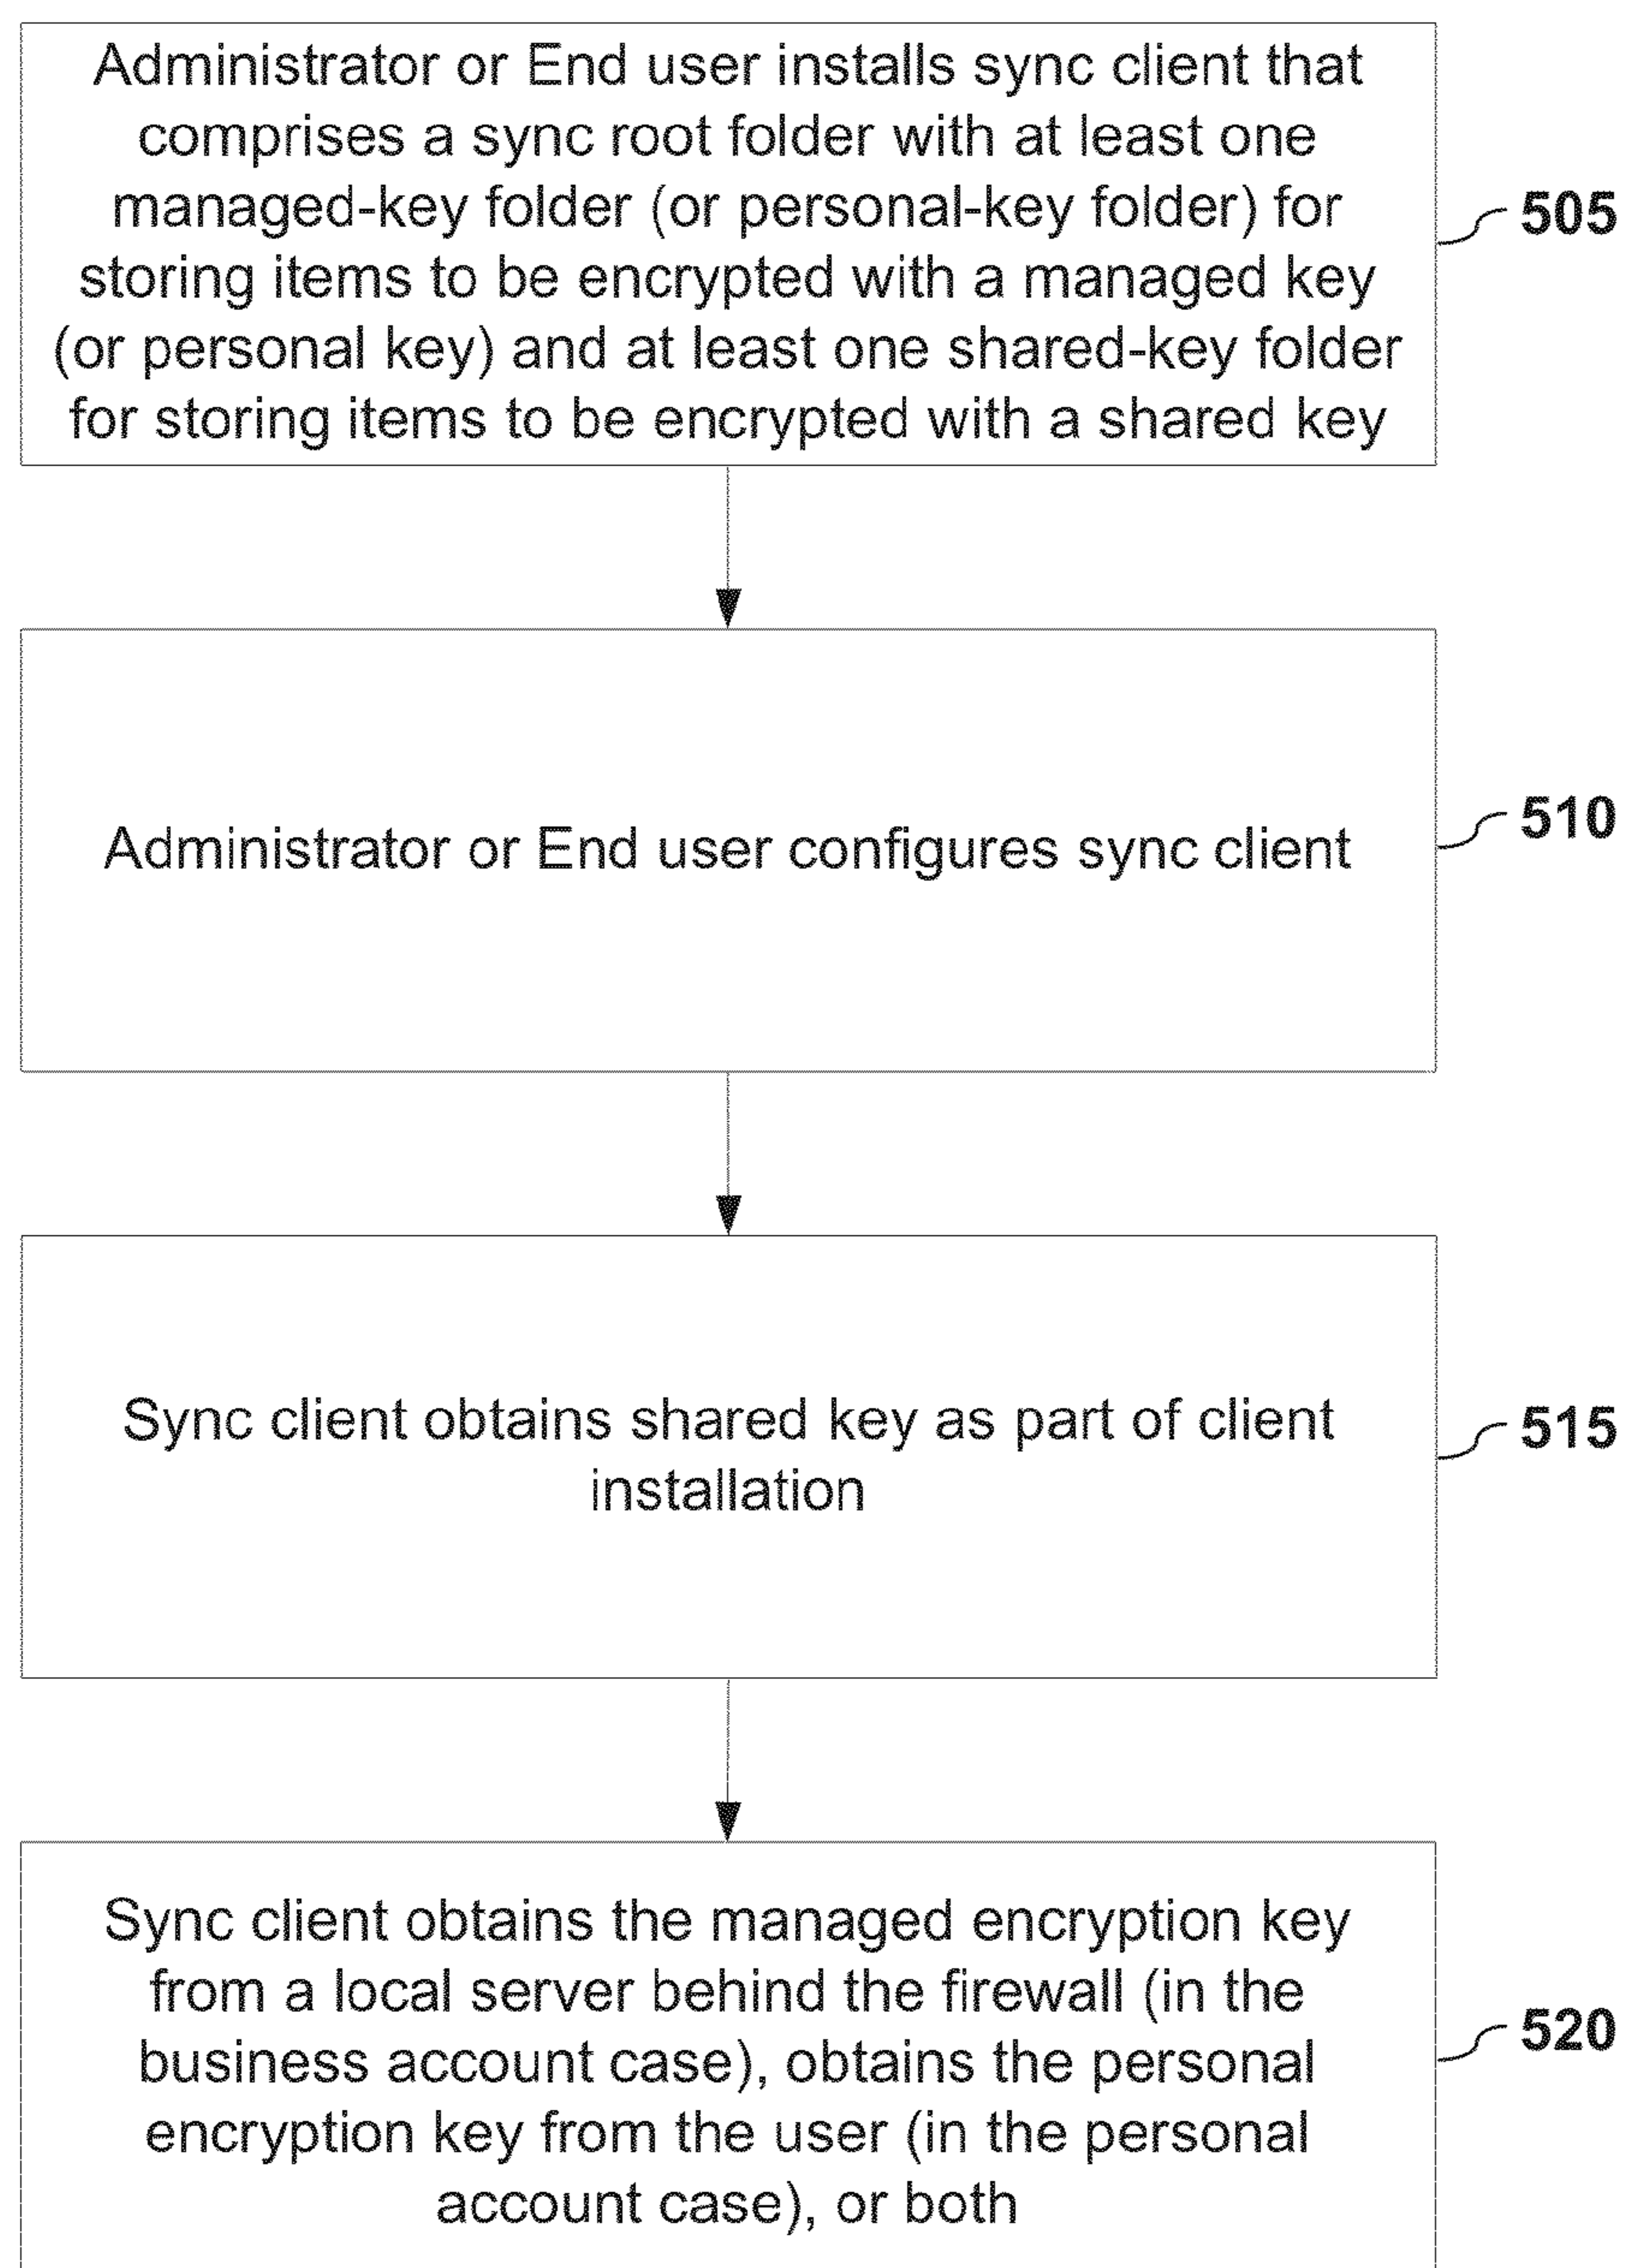 Administrator or End user installs sync client that
comprises a sync root folder with at least one
managed-key folder (or personal-key folder) for
storing items to be encrypted with a managed key
(or personal key) and at least one shared-key folder
for storing items to be encrypted with a shared key
505
Administrator or End user configures sync client
510
Sync client obtains shared key as part of client
installation
515
Sync client obtains the managed encryption key
from a local server behind the firewall (in the
business account case), obtains the personal
encryption key from the user (in the personal
account case), or both
520